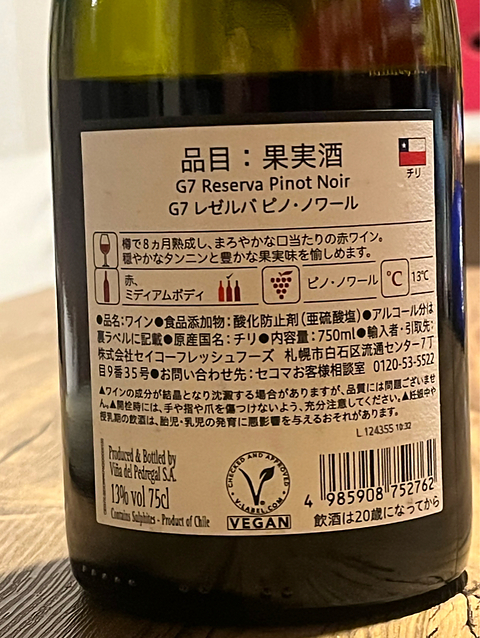 品目：果実酒
チリ
G7 Reserva Pinot Noir
G7 レゼルバ ピノ・ノワール
樽で8ヵ月熟成し、まろやかな口当たりの赤ワイン。
穏やかなタンニンと豊かな果実味を愉しめます。
赤、
ミディアムボディ
ピノ・ノワール
℃
13℃
●品名：ワイン●食品添加物：酸化防止剤（亜硫酸塩）●アルコール分は
裏ラベルに記載●原産国名：チリ●内容量：750ml●輸入者・引取先：
株式会社セイコーフレッシュフーズ 札幌市白石区流通センター7丁
目9番35号●お問い合わせ先：セコマお客様相談室 0120-53-5522
▲ワインの成分が結晶となり沈澱する場合がありますが、品質には問題ございませ
ん。▲開栓時には、手や指や爪を傷つけないよう、充分注意してください。▲妊娠中や
授乳期の飲酒は、胎児・乳児の発育に悪影響を与えるおそれがあります。
L 124355 10:32
Produced & Bottled by
Viña del Pedregal S.A.
13% vol 75cl
Contains Sulphites - Product of Chile
CHECKED AND APPROVED
V-LABEL.COM
VEGAN
4 985908 752762
飲酒は20歳になってから